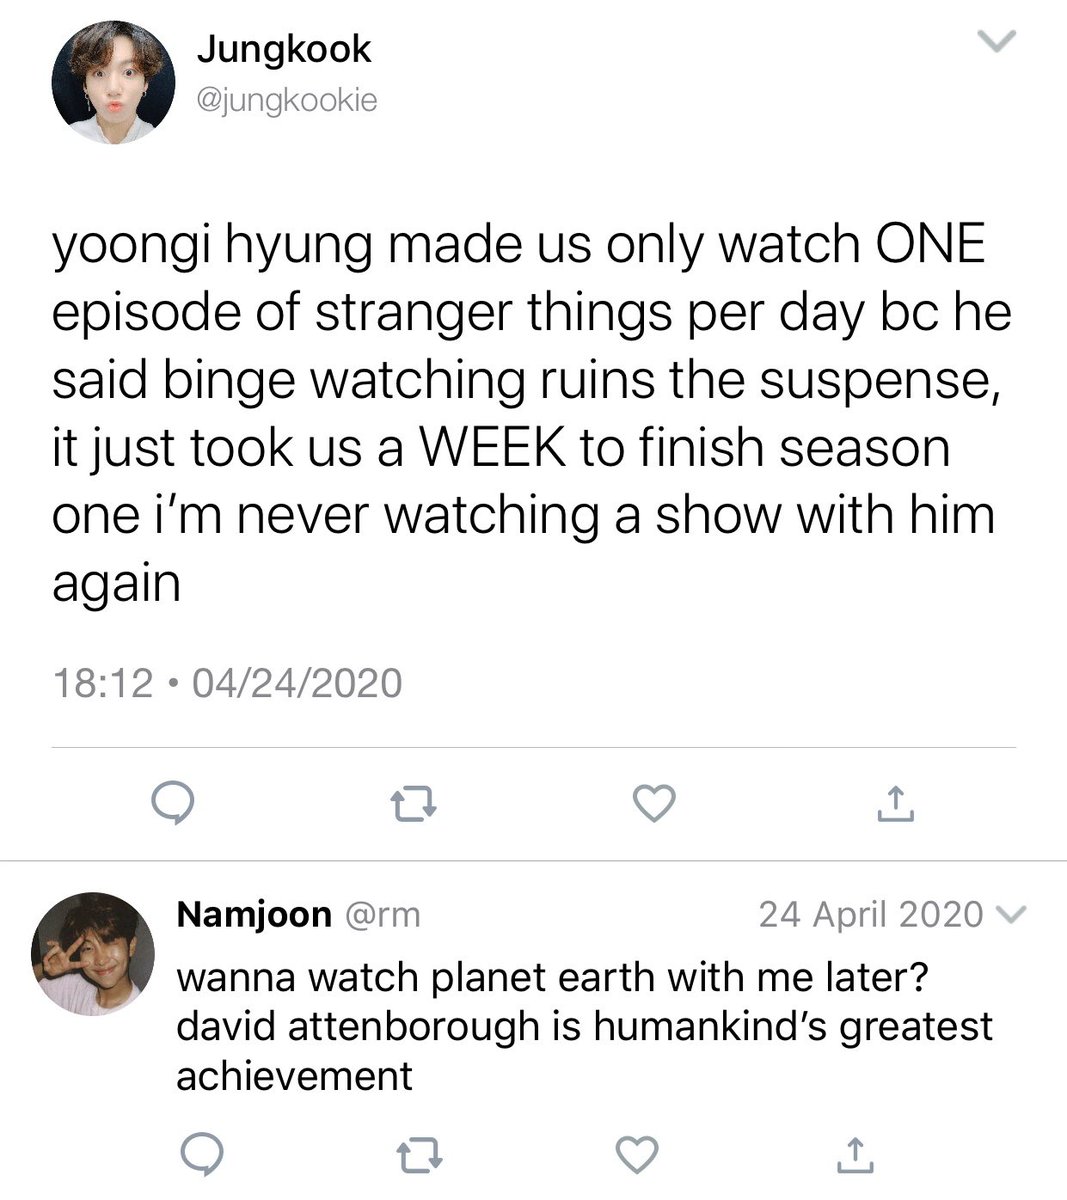 Jungkook
@jungkookie
yoongi hyung made us only watch ONE
episode of stranger things per day bc he
said binge watching ruins the suspense,
it just took us a WEEK to finish season
one i’m never watching a show with him
again
18:12 • 04/24/2020
Namjoon @rm 24 April 2020
wanna watch planet earth with me later?
david attenborough is humankind’s greatest
achievement